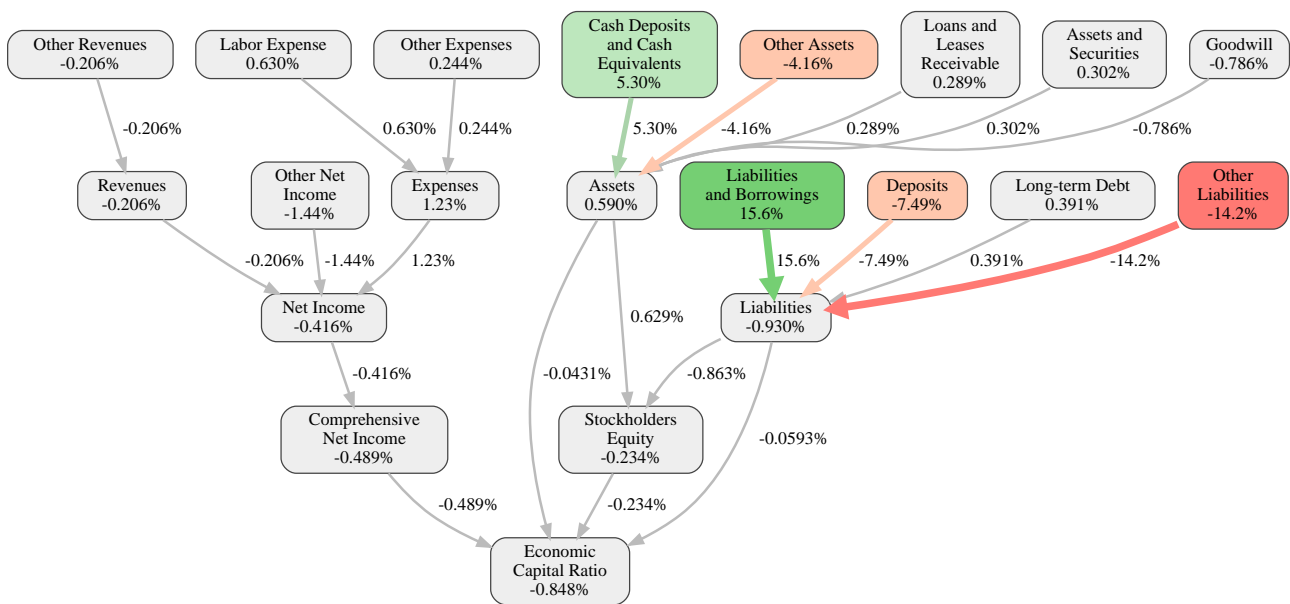 Other Revenues
-0.206%
Labor Expense
0.630%
Other Expenses
0.244%
Cash Deposits
and Cash
Equivalents
5.30%
Other Assets
-4.16%
Loans and
Leases
Receivable
0.289%
Assets and
Securities
0.302%
Goodwill
-0.786%
-0.206%
0.630%
0.244%
5.30%
-4.16%
0.289%
0.302%
-0.786%
Revenues
-0.206%
Other Net
Income
-1.44%
Expenses
1.23%
Assets
0.590%
Liabilities
and Borrowings
15.6%
Deposits
-7.49%
Long-term Debt
0.391%
Other
Liabilities
-14.2%
-0.206%
-1.44%
1.23%
15.6%
-7.49%
0.391%
-14.2%
Net Income
-0.416%
0.629%
Liabilities
-0.930%
-0.416%
-0.0431%
-0.863%
Comprehensive
Net Income
-0.489%
Stockholders
Equity
-0.234%
-0.0593%
-0.489%
-0.234%
Economic
Capital Ratio
-0.848%